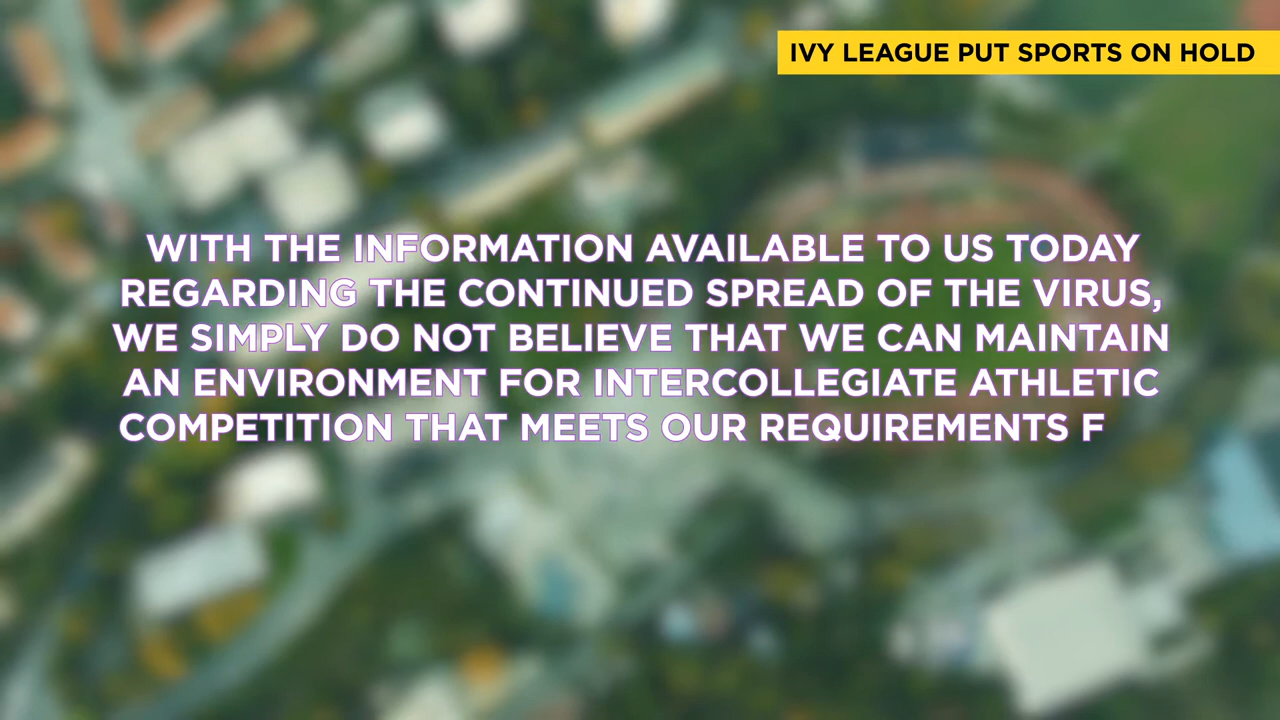 IVY LEAGUE PUT SPORTS ON HOLD
WITH THE INFORMATION AVAILABLE TO US TODAY
REGARDING THE CONTINUED SPREAD OF THE VIRUS,
WE SIMPLY DO NOT BELIEVE THAT WE CAN MAINTAIN
AN ENVIRONMENT FOR INTERCOLLEGIATE ATHLETIC
COMPETITION THAT MEETS OUR REQUIREMENTS F